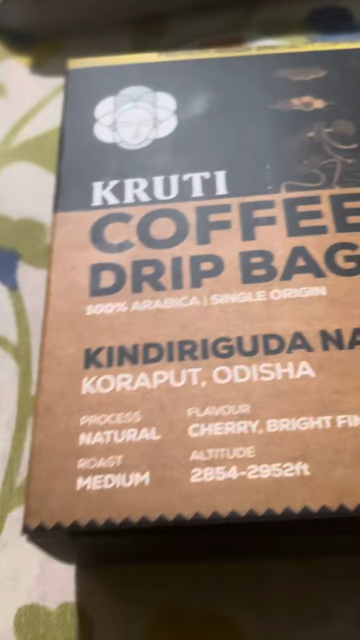 KRUTI
COFFEE
DRIP BAG
100% ARABICA | SINGLE ORIGIN
KINDIRIGUDA
KORAPUT, ODISHA
PROCESS FLAVOUR
NATURAL CHERRY, BRIGHT
ROAST ALTITUDE
MEDIUM 2854-2952ft